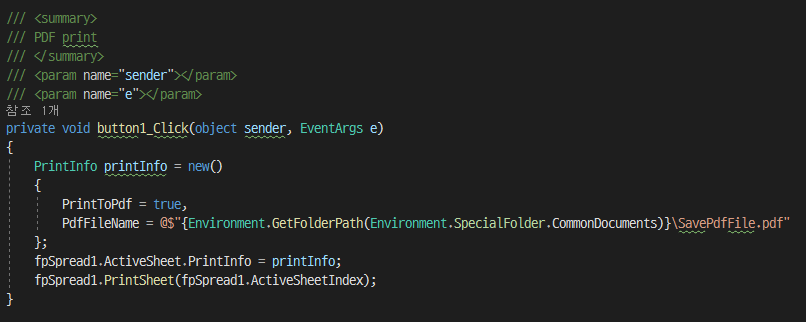 /// <summary>
/// PDF print
/// </summary>
/// <param name="sender"></param>
/// <param name="e"></param>
참조 1개
private void button1_Click(object sender, EventArgs e)
{
PrintInfo printInfo = new()
{
PrintToPdf = true,
PdfFileName = @$"{Environment.GetFolderPath(Environment.SpecialFolder.CommonDocuments)}\SavePdfFile.pdf"
};
fpSpread1.ActiveSheet.PrintInfo = printInfo;
fpSpread1.PrintSheet(fpSpread1.ActiveSheetIndex);
}